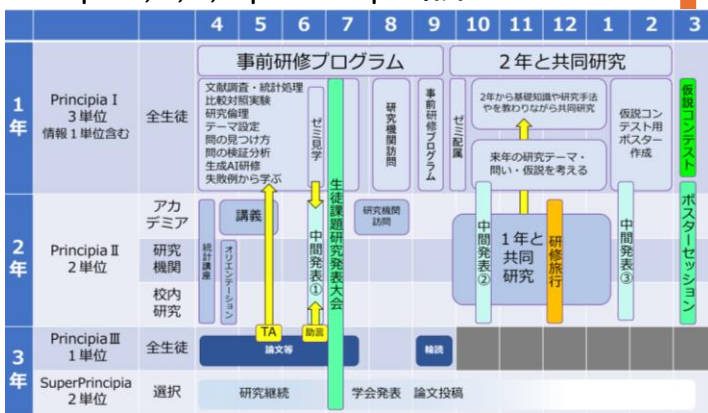 4 5 6 7 8 9 10 11 12 1 2 3
1年
Principia Ⅰ
3単位
情報1単位含む
全生徒
事前研修プログラム
文献調査・統計処理
比較対照実験
研究倫理
テーマ設定
問の見つけ方
問の検証分析
生成AI研修
失敗例から学ぶ
ゼミ見学
生徒課題研究発表大会
研究機関訪問
事前研修プログラム
2年と共同研究
ゼミ配属
2年から基礎知識や研究手法
やを教わりながら共同研究
来年の研究テーマ・
問い・仮説を考える
仮説コン
テスト用
ポスター
作成
仮説コンテスト
2年
Principia Ⅱ
2単位
アカ
デミア
研究
機関
校内
研究
統計講座
オリエンテーション
講義
中間発表①
研究機関
訪問
中間発表②
1年と
共同
研究
研修旅行
中間発表③
ポスターセッション
3年
Principia Ⅲ
1単位
全生徒
TA
助言
論文等
輪読
SuperPrincipia
2単位
選択
研究継続
学会発表
論文投稿